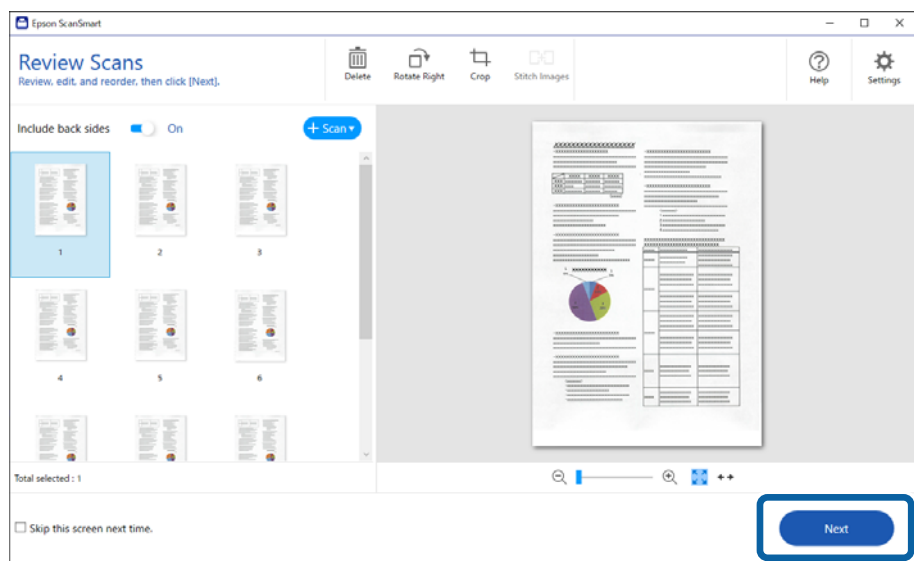 Epson ScanSmart
Review Scans
Review, edit, and reorder, then click [Next].
Delete
Rotate Right
Crop
Stitch Images
Help
Settings
Include back sides
On
+ Scan
1
2
3
4
5
6
Total selected : 1
Skip this screen next time.
Next